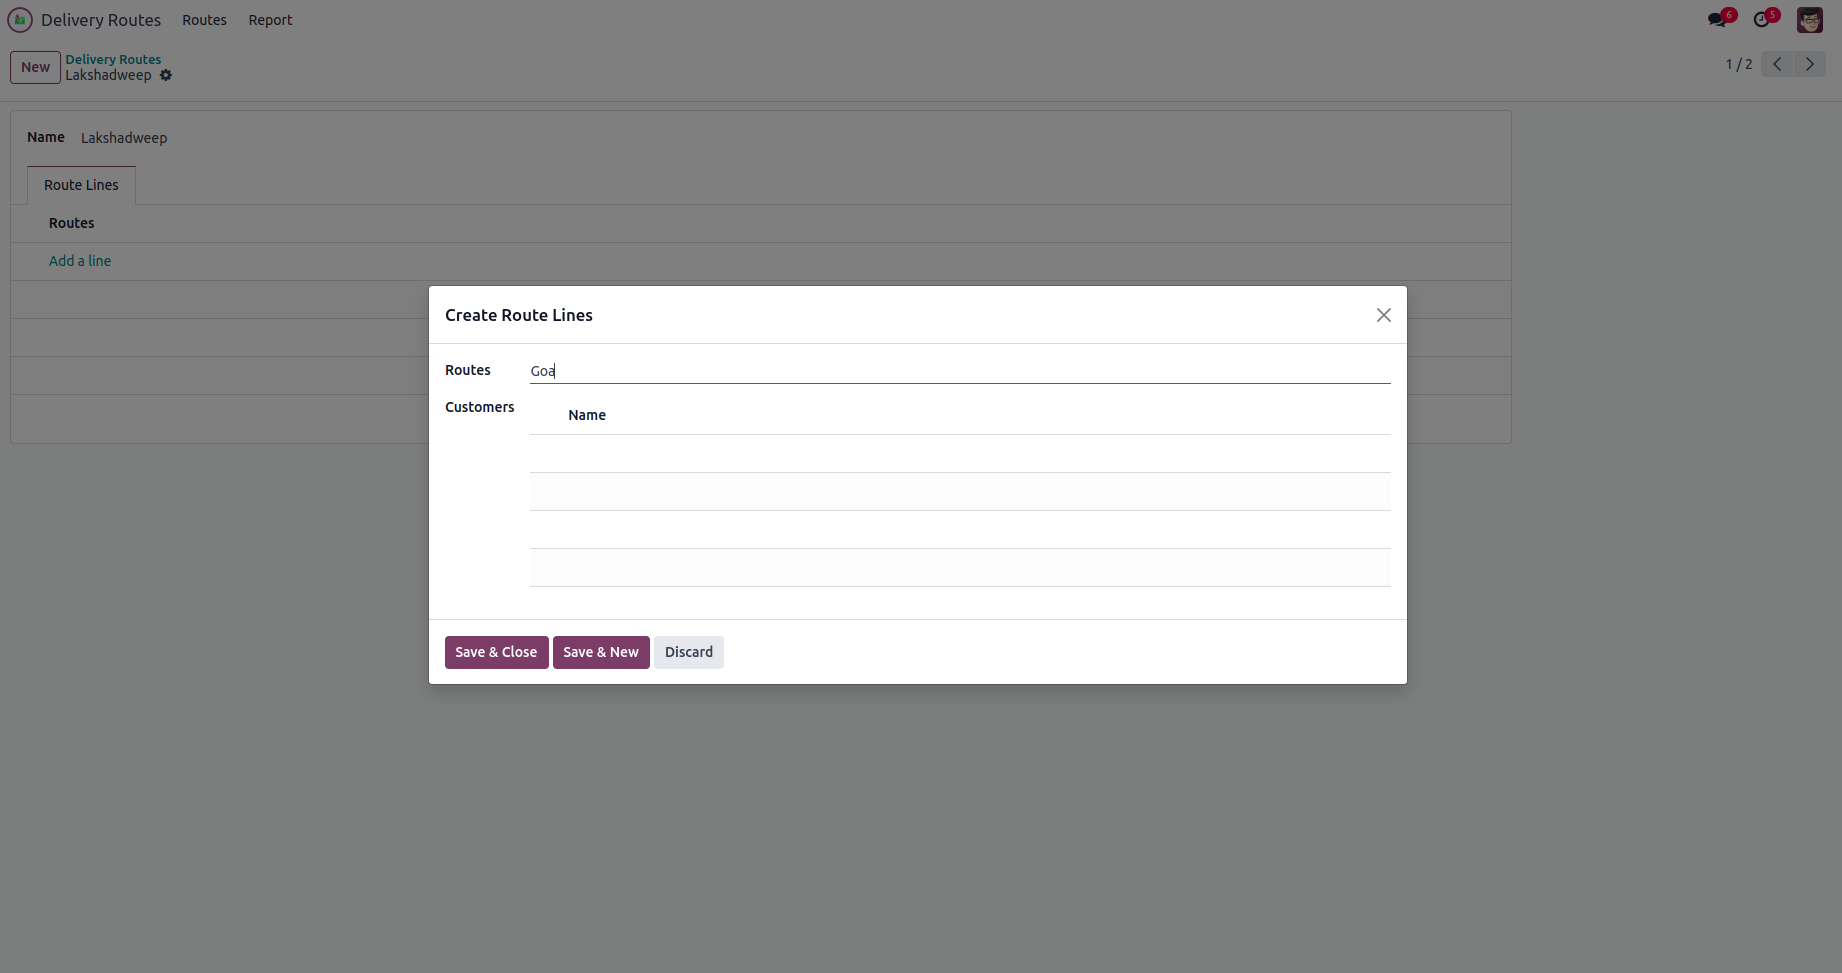 Delivery Routes Routes Report 6 5
New Delivery Routes
Lakshadweep 1 / 2
Name Lakshadweep
Route Lines
Routes
Add a line
Create Route Lines
Routes Goa
Customers Name
Save & Close Save & New Discard